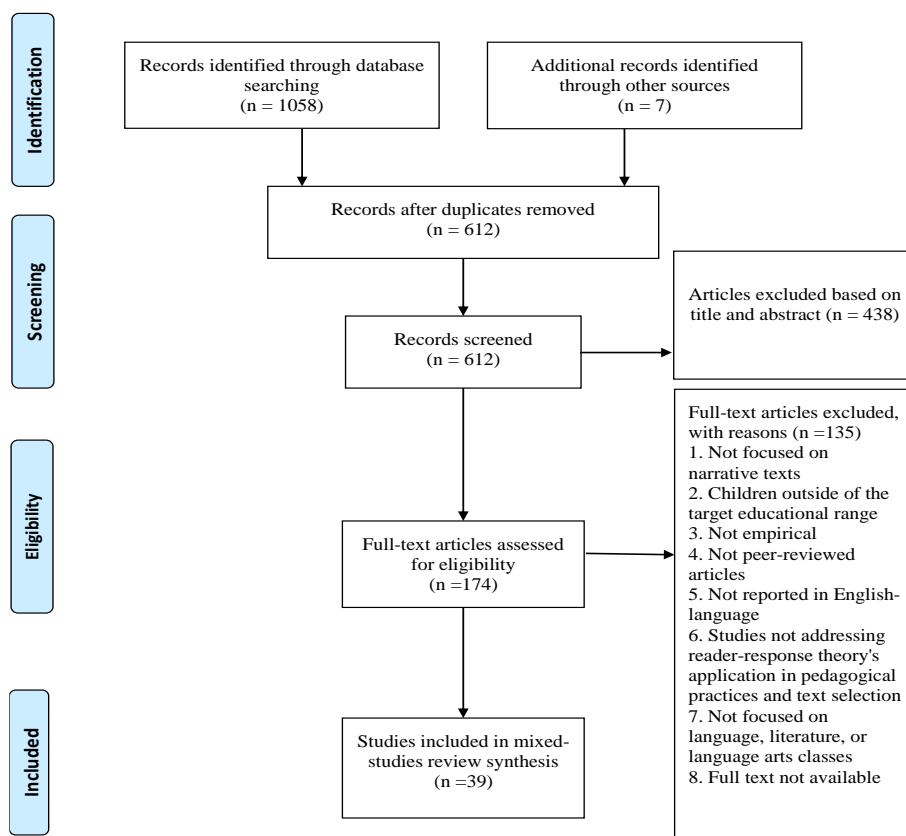 Identification
Records identified through database
searching
(n = 1058)
Additional records identified
through other sources
(n = 7)
Records after duplicates removed
(n = 612)
Screening
Records screened
(n = 612)
Articles excluded based on
title and abstract (n = 438)
Eligibility
Full-text articles assessed
for eligibility
(n =174)
Full-text articles excluded,
with reasons (n =135)
1. Not focused on
narrative texts
2. Children outside of the
target educational range
3. Not empirical
4. Not peer-reviewed
articles
5. Not reported in English-
language
6. Studies not addressing
reader-response theory's
application in pedagogical
practices and text selection
7. Not focused on
language, literature, or
language arts classes
8. Full text not available
Included
Studies included in mixed-
studies review synthesis
(n =39)